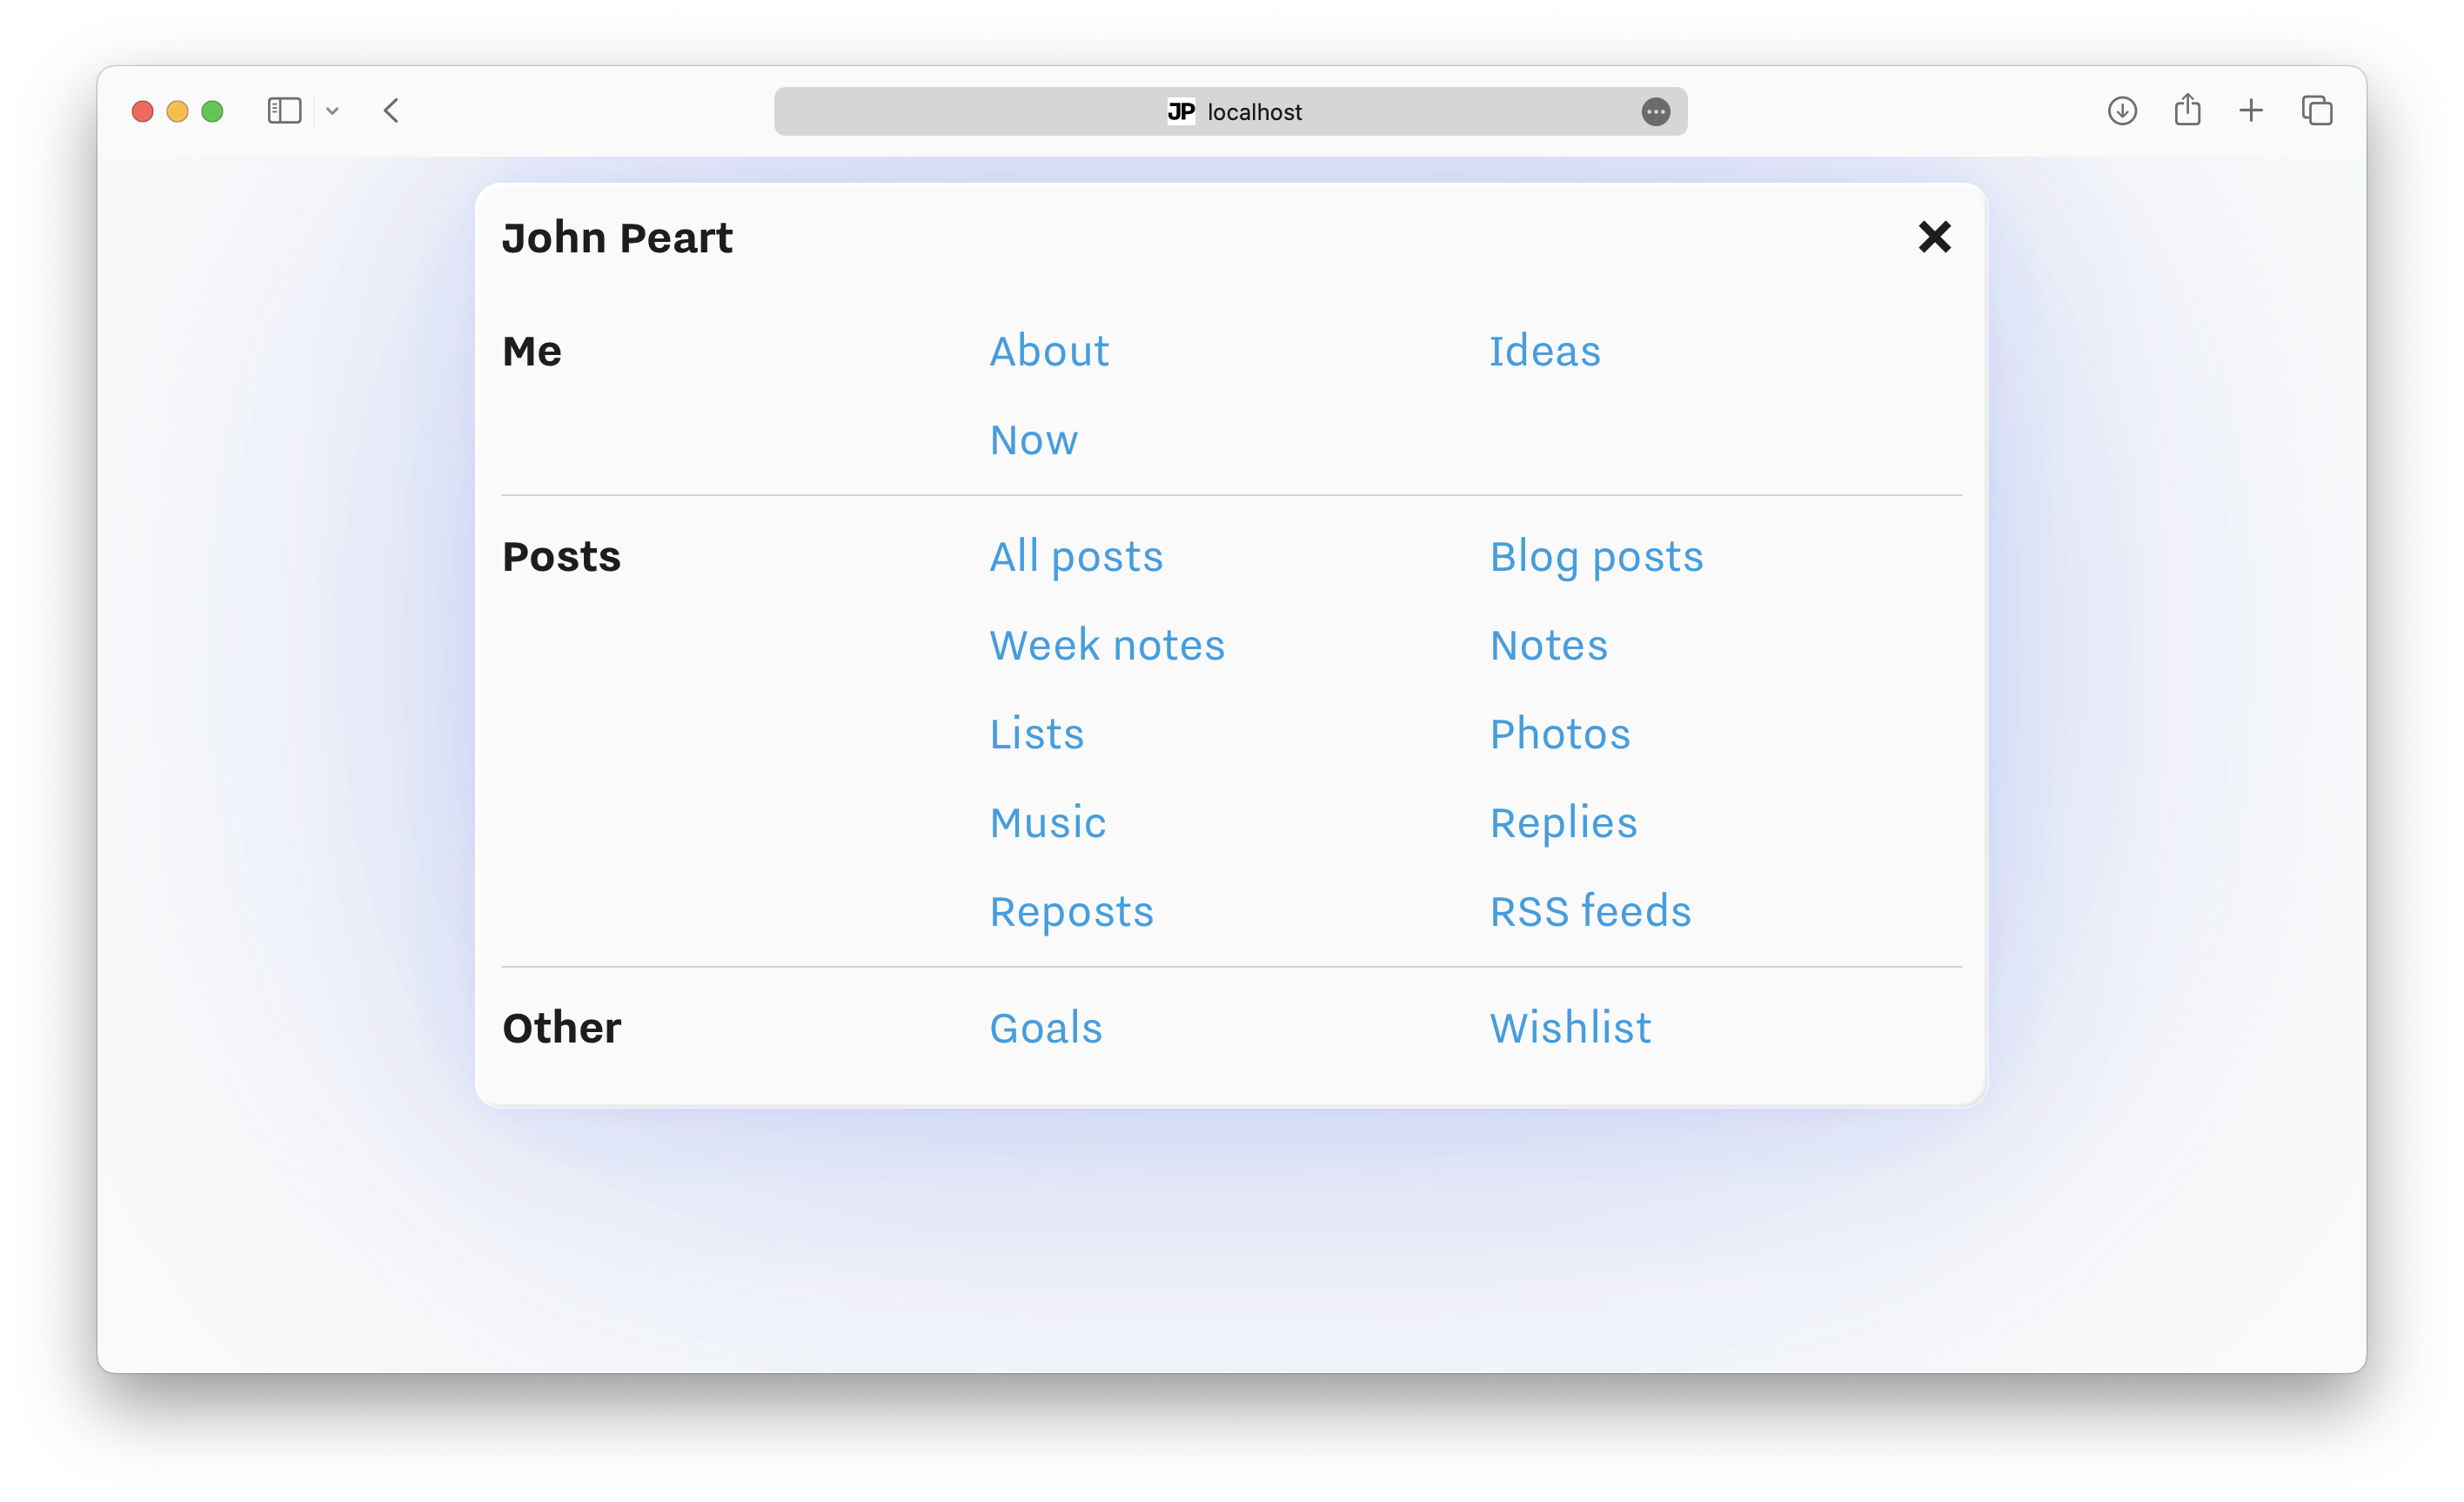 JP localhost
John Peart
Me
About
Ideas
Now
Posts
All posts
Blog posts
Week notes
Notes
Lists
Photos
Music
Replies
Reposts
RSS feeds
Other
Goals
Wishlist